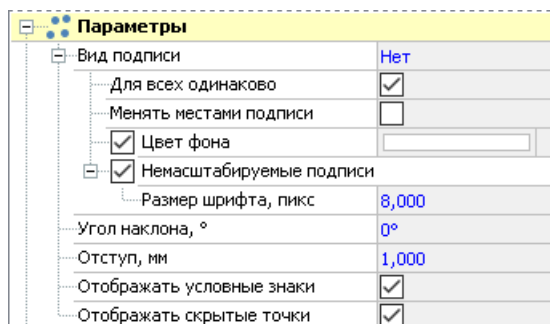 Параметры
Вид подписи Нет
Для всех одинаково
Менять местами подписи
Цвет фона
Немасштабируемые подписи
Размер шрифта, пикс 8,000
Угол наклона, ° 0°
Отступ, мм 1,000
Отображать условные знаки
Отображать скрытые точки